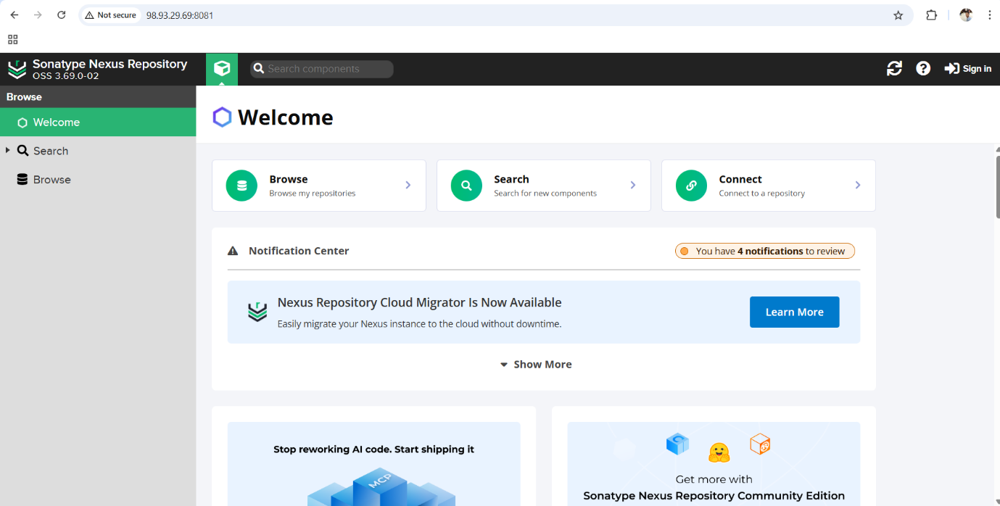 Not secure 98.93.29.69:8081
Sonatype Nexus Repository
OSS 3.69.0-02
Search components
Sign in
Browse
Welcome
Search
Browse
Welcome
Browse
Browse my repositories
Search
Search for new components
Connect
Connect to a repository
Notification Center
You have 4 notifications to review
Nexus Repository Cloud Migrator Is Now Available
Easily migrate your Nexus instance to the cloud without downtime.
Learn More
Show More
Stop reworking AI code. Start shipping it
MCP
Get more with
Sonatype Nexus Repository Community Edition